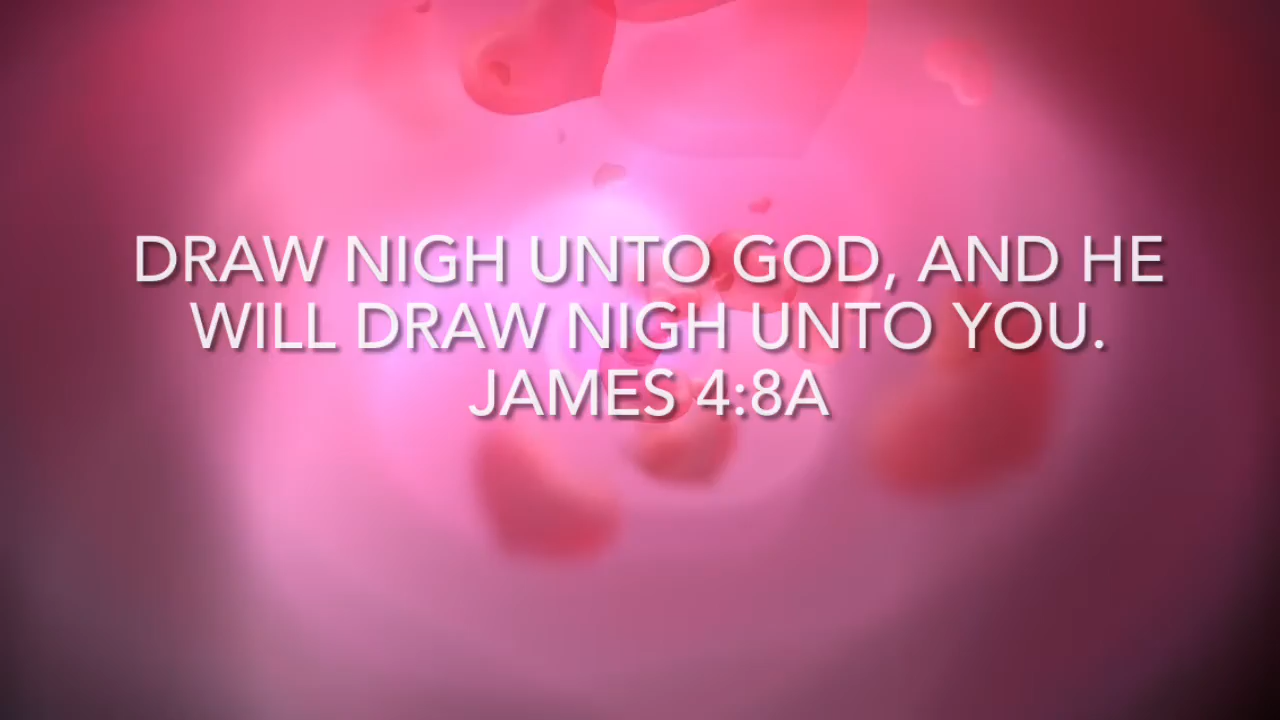 DRAW NIGH UNTO GOD, AND HE
WILL DRAW NIGH UNTO YOU.
JAMES 4:8A